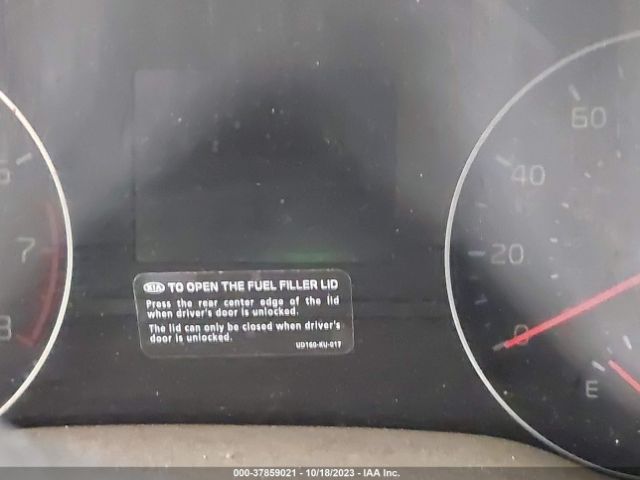 60
6
40
7
20
KIA TO OPEN THE FUEL FILLER LID
Press the rear center edge of the lid
when driver's door is unlocked.
The lid can only be closed when driver's
door is unlocked.
UD160-KU-017
8
0
E
000-37859021 - 10/18/2023 - IAA Inc.